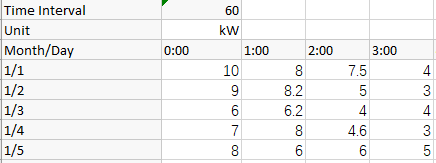 Time Interval 60
Unit kW
Month/Day 0:00 1:00 2:00 3:00
1/1 10 8 7.5 4
1/2 9 8.2 5 3
1/3 6 6.2 4 4
1/4 7 8 4.6 3
1/5 8 6 6 5